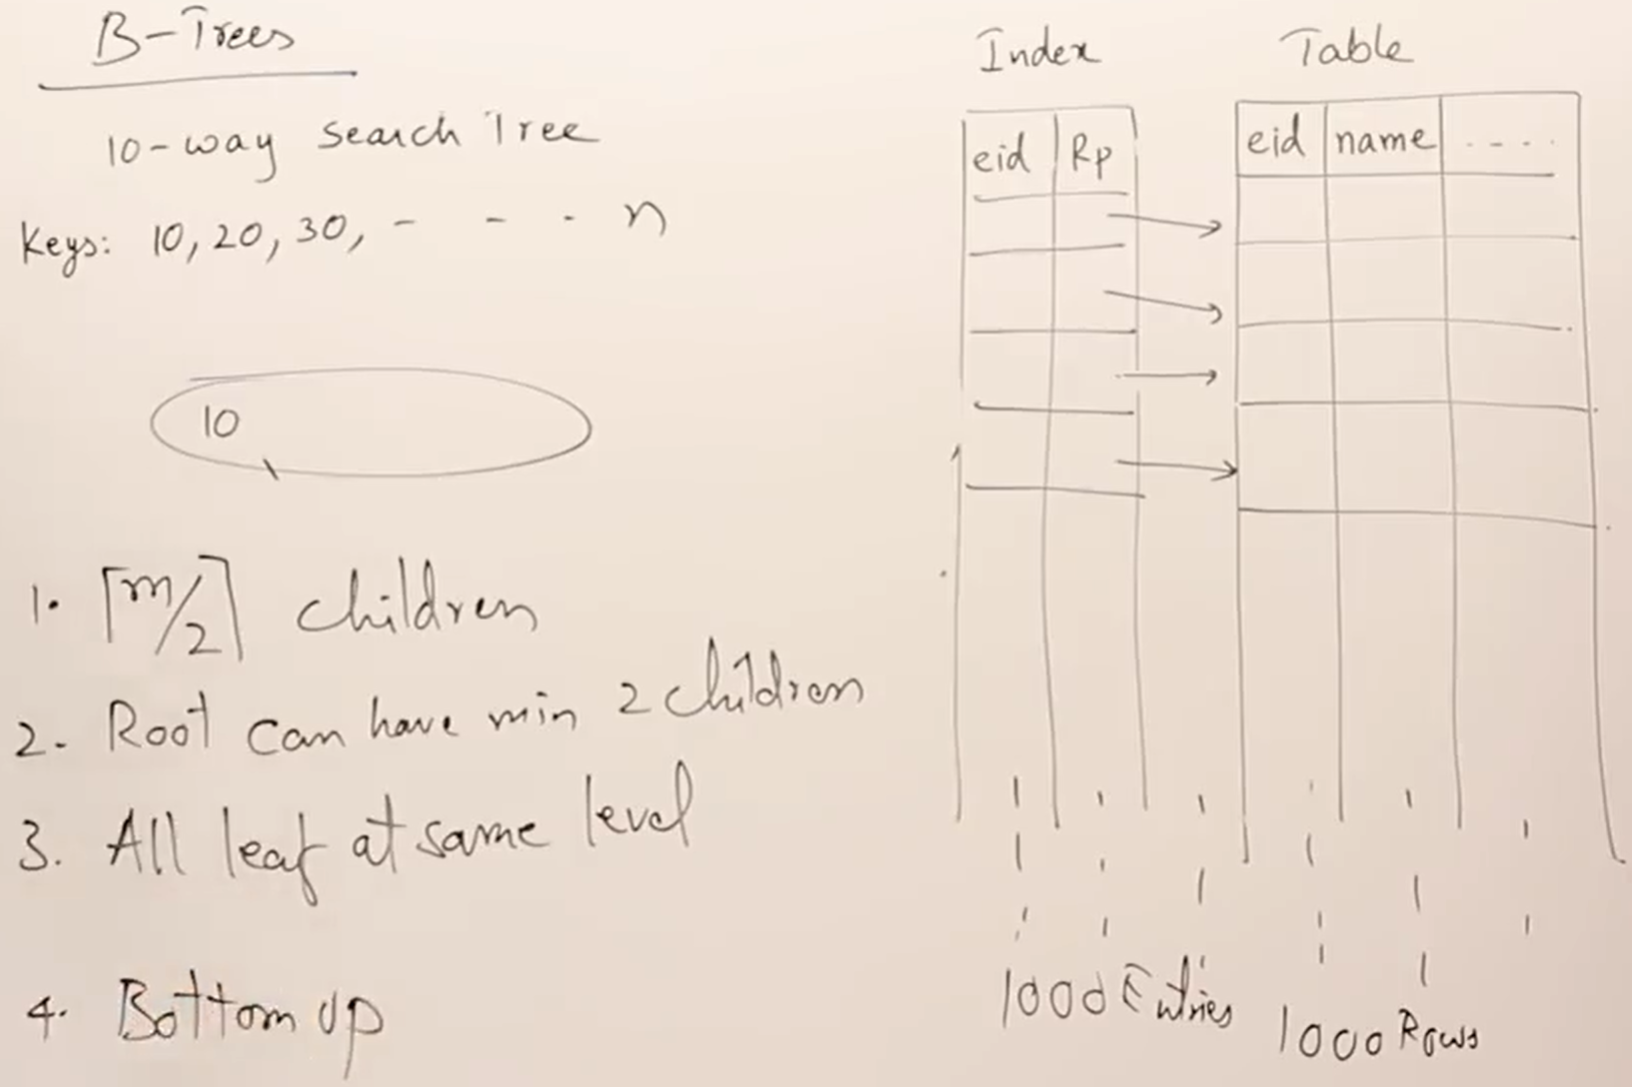 B-Trees
10-way Search Tree
Keys: 10, 20, 30, - - - n
10
1. ⌈m/2⌉ children
2. Root can have min 2 children
3. All leaf at same level
4. Bottom up
Index
eid Rp
1000 Entries
Table
eid name ....
1000 Rows